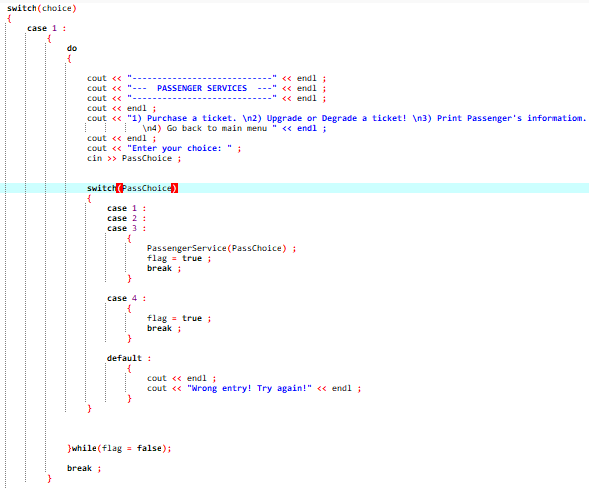 switch(choice)
{
case 1 :
{
do
{
cout << "----------------------------" << endl ;
cout << "--- PASSENGER SERVICES ---" << endl ;
cout << "----------------------------" << endl ;
cout << endl ;
cout << "1) Purchase a ticket. \n2) Upgrade or Degrade a ticket! \n3) Print Passenger's informatiom.
\n4) Go back to main menu " << endl ;
cout << endl ;
cout << "Enter your choice: " ;
cin >> PassChoice ;
switch(PassChoice)
{
case 1 :
case 2 :
case 3 :
{
PassengerService(PassChoice) ;
flag = true ;
break ;
}
case 4 :
{
flag = true ;
break ;
}
default :
{
cout << endl ;
cout << "Wrong entry! Try again!" << endl ;
}
}
}while(flag = false);
break ;
}